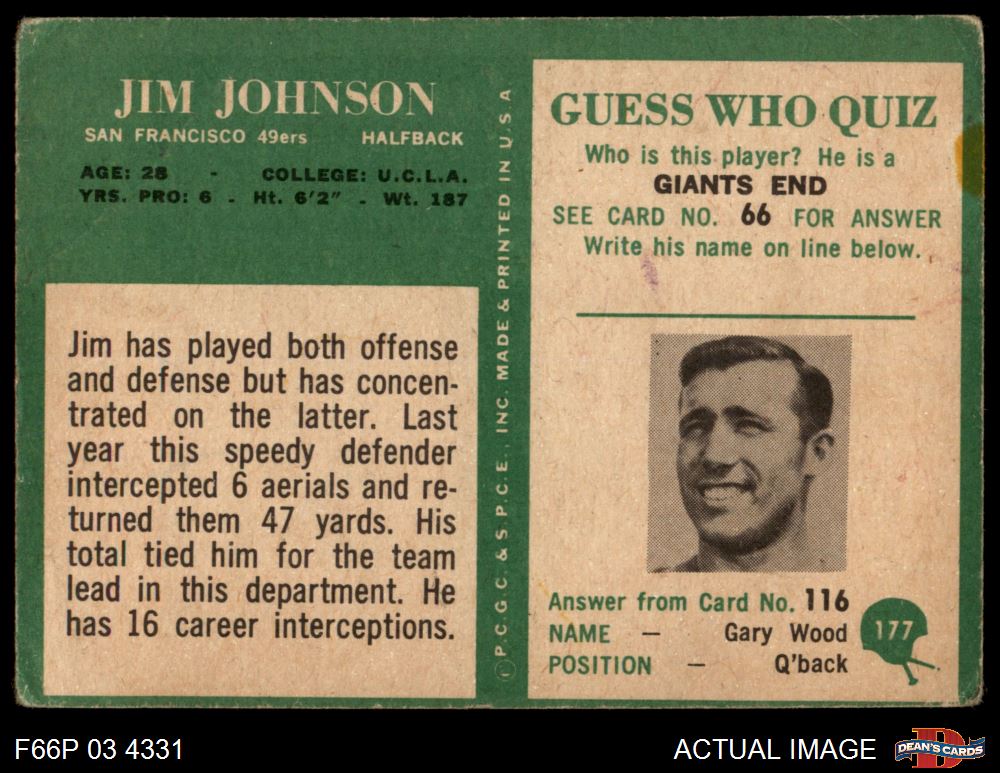 JIM JOHNSON
SAN FRANCISCO 49ers HALFBACK
AGE: 28 - COLLEGE: U.C.L.A.
YRS. PRO: 6 - Ht. 6'2" - Wt. 187
Jim has played both offense
and defense but has concen-
trated on the latter. Last
year this speedy defender
intercepted 6 aerials and re-
turned them 47 yards. His
total tied him for the team
lead in this department. He
has 16 career interceptions.
Ⓒ P.C.G.C. & S.P.C.E., INC. MADE & PRINTED IN U.S.A
GUESS WHO QUIZ
Who is this player? He is a
GIANTS END
SEE CARD NO. 66 FOR ANSWER
Write his name on line below.
Answer from Card No. 116
NAME — Gary Wood
POSITION — Q'back
177
F66P 03 4331
ACTUAL IMAGE
D
DEAN'S CARDS